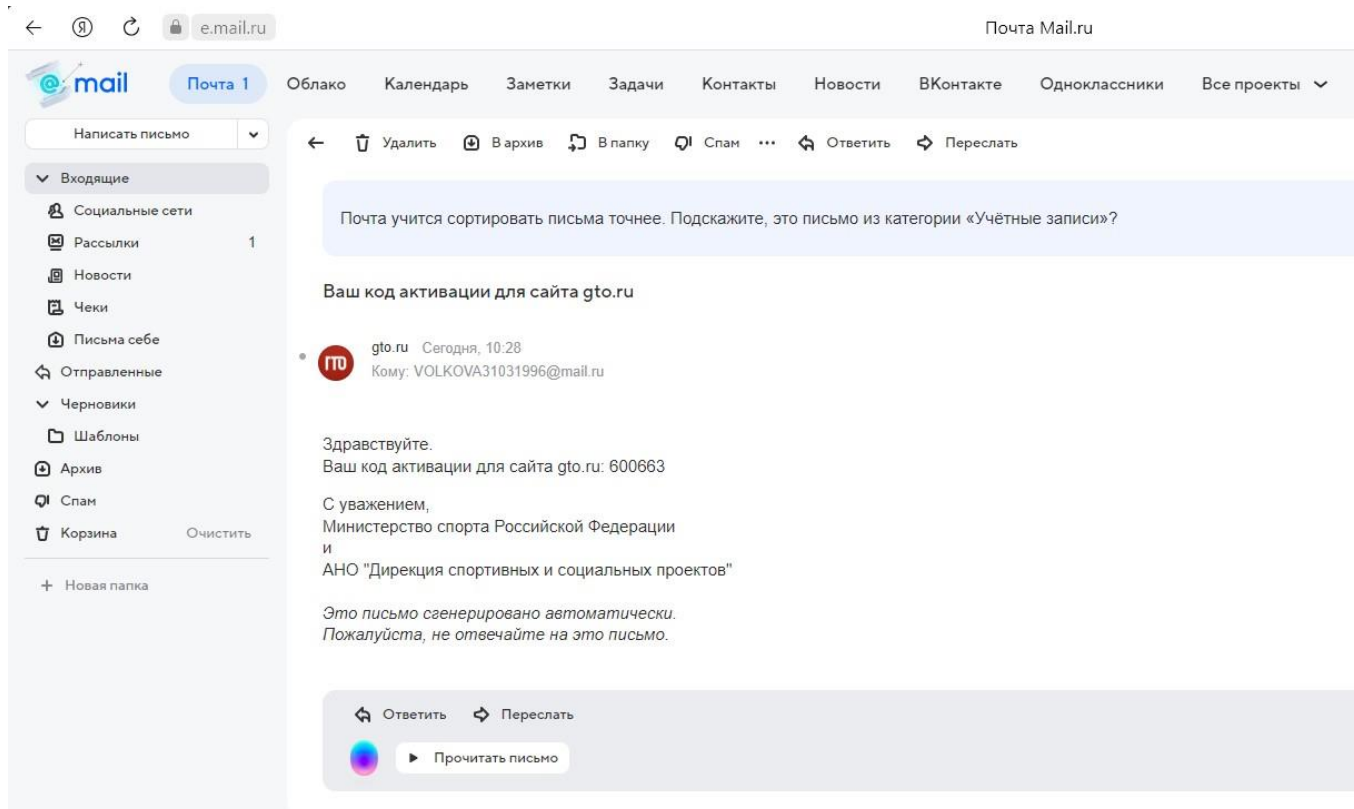 e.mail.ru
Почта Mail.ru
mail
Почта 1
Облако
Календарь
Заметки
Задачи
Контакты
Новости
ВКонтакте
Одноклассники
Все проекты
Написать письмо
Удалить
В архив
В папку
Спам
Ответить
Переслать
Входящие
Социальные сети
Рассылки 1
Новости
Чеки
Письма себе
Отправленные
Черновики
Шаблоны
Архив
Спам
Корзина Очистить
+ Новая папка
Почта учится сортировать письма точнее. Подскажите, это письмо из категории «Учётные записи»?
Ваш код активации для сайта gto.ru
ГТО
gto.ru Сегодня, 10:28
Кому: VOLKOVA31031996@mail.ru
Здравствуйте.
Ваш код активации для сайта gto.ru: 600663
С уважением,
Министерство спорта Российской Федерации
и
АНО "Дирекция спортивных и социальных проектов"
Это письмо сгенерировано автоматически.
Пожалуйста, не отвечайте на это письмо.
Ответить
Переслать
Прочитать письмо